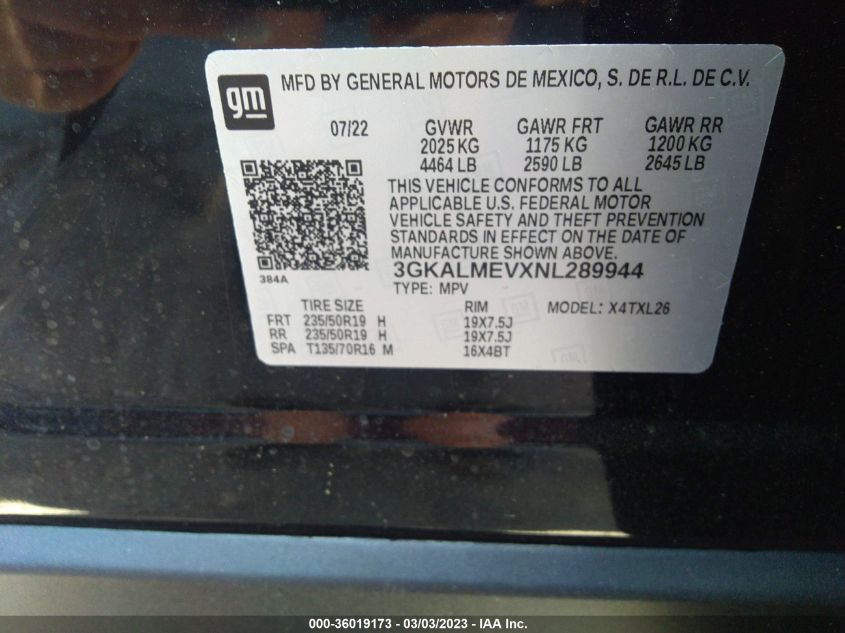 gm
MFD BY GENERAL MOTORS DE MEXICO, S. DE R.L. DE C.V.
07/22 GVWR GAWR FRT GAWR RR
2025 KG 1175 KG 1200 KG
4464 LB 2590 LB 2645 LB
THIS VEHICLE CONFORMS TO ALL
APPLICABLE U.S. FEDERAL MOTOR
VEHICLE SAFETY AND THEFT PREVENTION
STANDARDS IN EFFECT ON THE DATE OF
MANUFACTURE SHOWN ABOVE.
384A
3GKALMEVXNL289944
TYPE: MPV
TIRE SIZE RIM MODEL: X4TXL26
FRT 235/50R19 H 19X7.5J
RR 235/50R19 H 19X7.5J
SPA T135/70R16 M 16X4BT
000-36019173 - 03/03/2023 - IAA Inc.